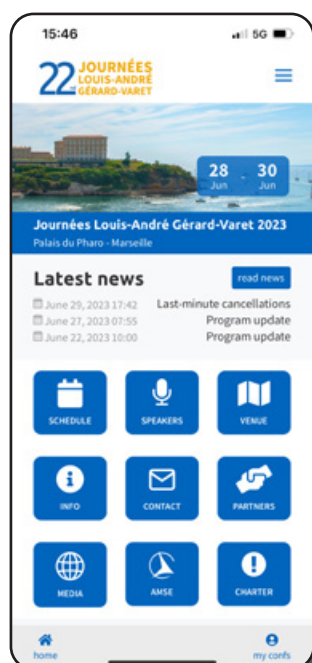 15:46
5G
22es JOURNÉES
LOUIS-ANDRÉ
GÉRARD-VARET
28 - 30
Jun Jun
Journées Louis-André Gérard-Varet 2023
Palais du Pharo - Marseille
Latest news
read news
June 29, 2023 17:42 Last-minute cancellations
June 27, 2023 07:55 Program update
June 22, 2023 10:00 Program update
SCHEDULE SPEAKERS VENUE
INFO CONTACT PARTNERS
MEDIA AMSE CHARTER
home my confs